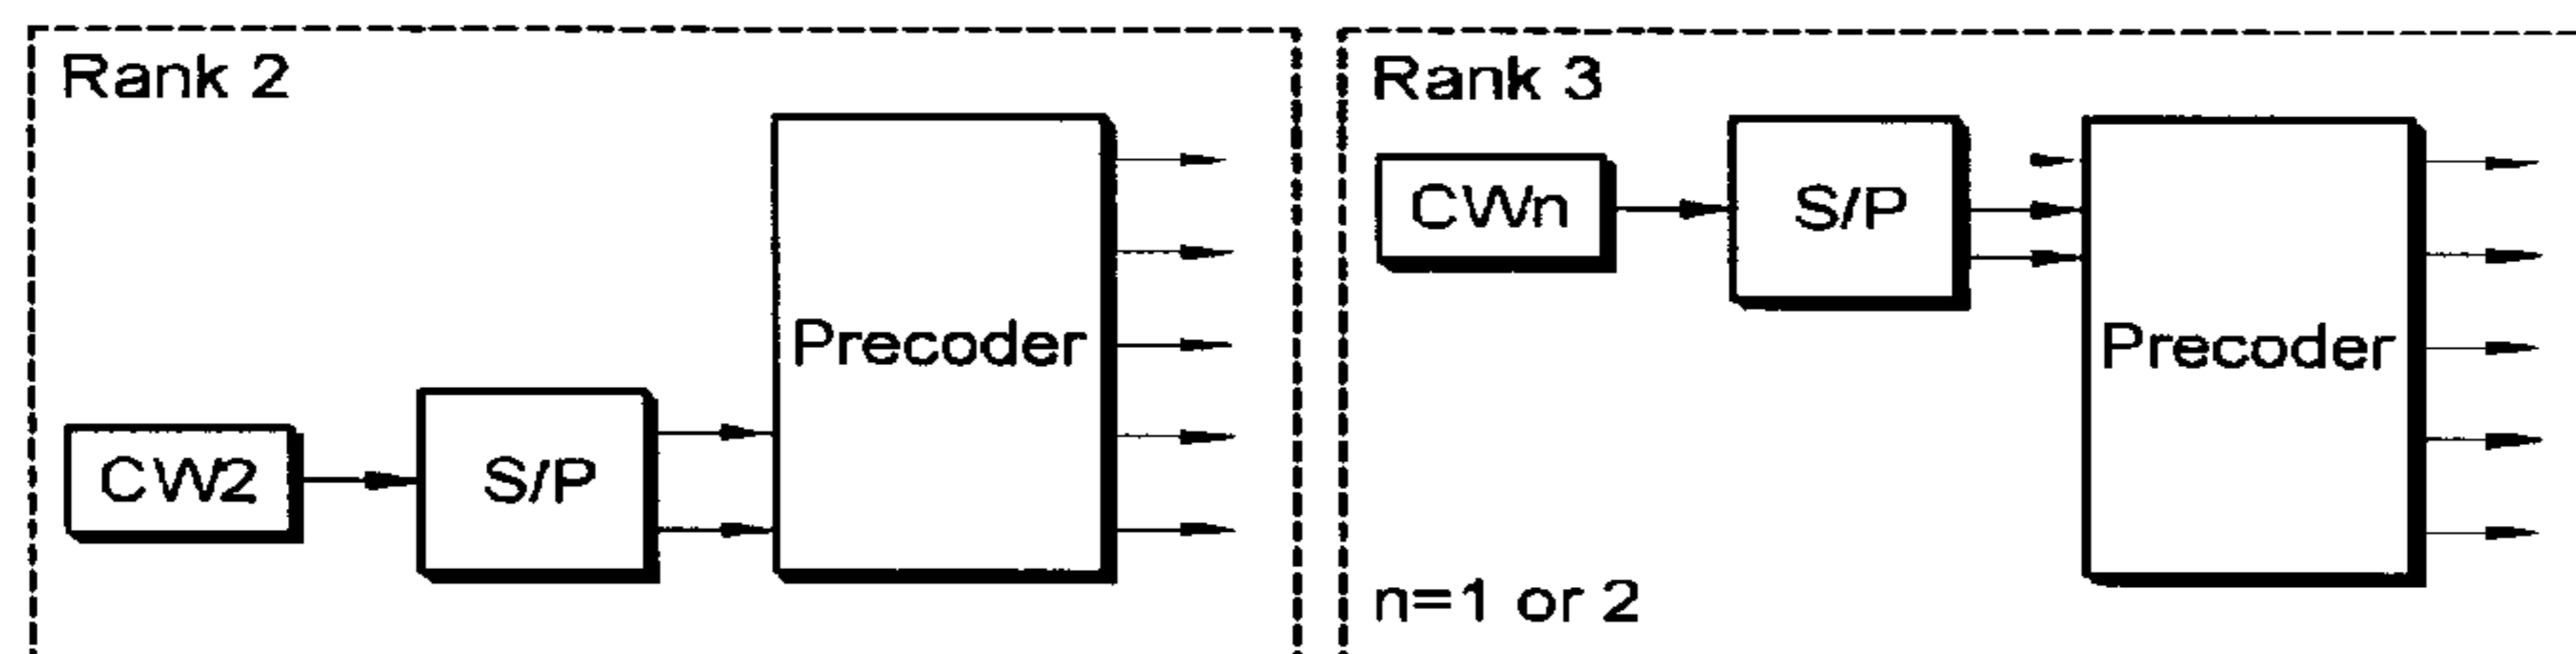 Rank 2
Precoder
CW2
S/P
Rank 3
CWn
S/P
Precoder
n=1 or 2